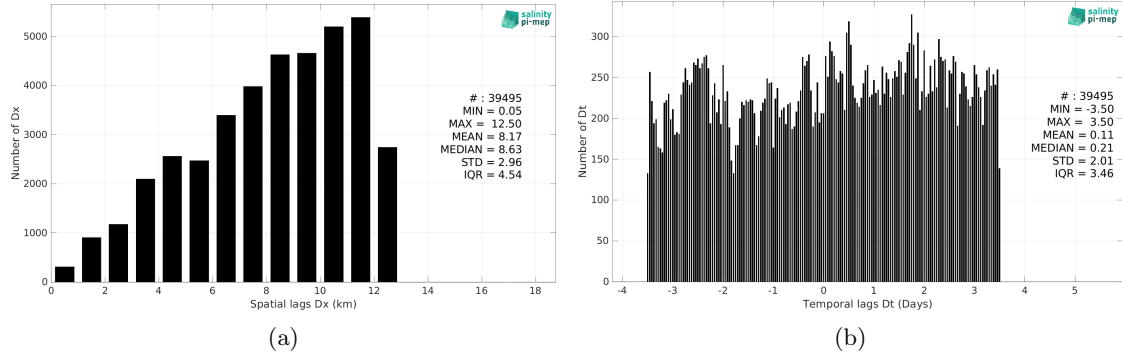 salinity
pi-mep
5000
4000
3000
2000
1000
0
Number of Dx
# : 39495
MIN = 0.05
MAX = 12.50
MEAN = 8.17
MEDIAN = 8.63
STD = 2.96
IQR = 4.54
0 2 4 6 8 10 12 14 16 18
Spatial lags Dx (km)
(a)
salinity
pi-mep
300
250
200
150
100
50
0
Number of Dt
# : 39495
MIN = -3.50
MAX = 3.50
MEAN = 0.11
MEDIAN = 0.21
STD = 2.01
IQR = 3.46
-4 -3 -2 -1 0 1 2 3 4 5
Temporal lags Dt (Days)
(b)